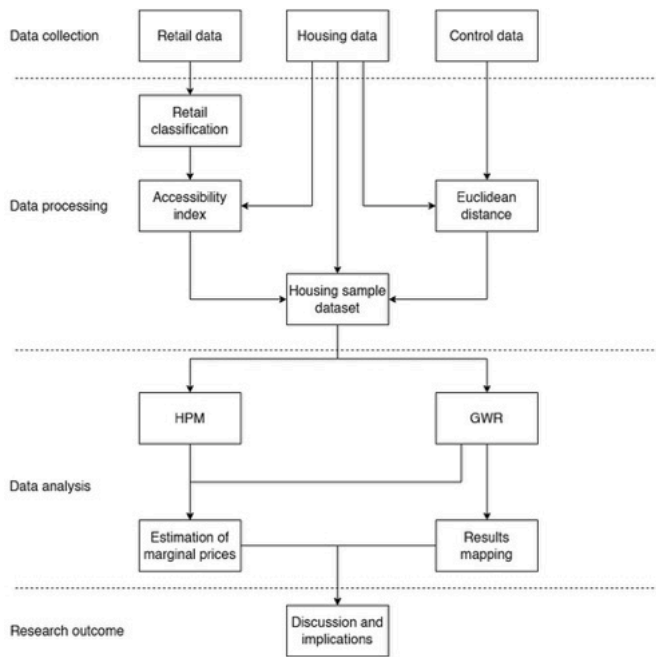 Data collection
Retail data
Housing data
Control data
Retail
classification
Data processing
Accessibility
index
Euclidean
distance
Housing sample
dataset
HPM
GWR
Data analysis
Estimation of
marginal prices
Results
mapping
Research outcome
Discussion and
implications